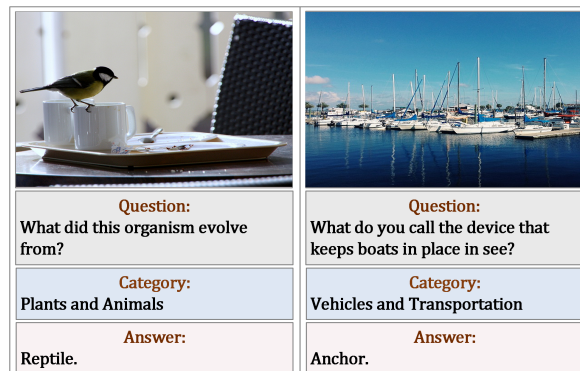 Question:
What did this organism evolve
from?
Category:
Plants and Animals
Answer:
Reptile.
Question:
What do you call the device that
keeps boats in place in see?
Category:
Vehicles and Transportation
Answer:
Anchor.